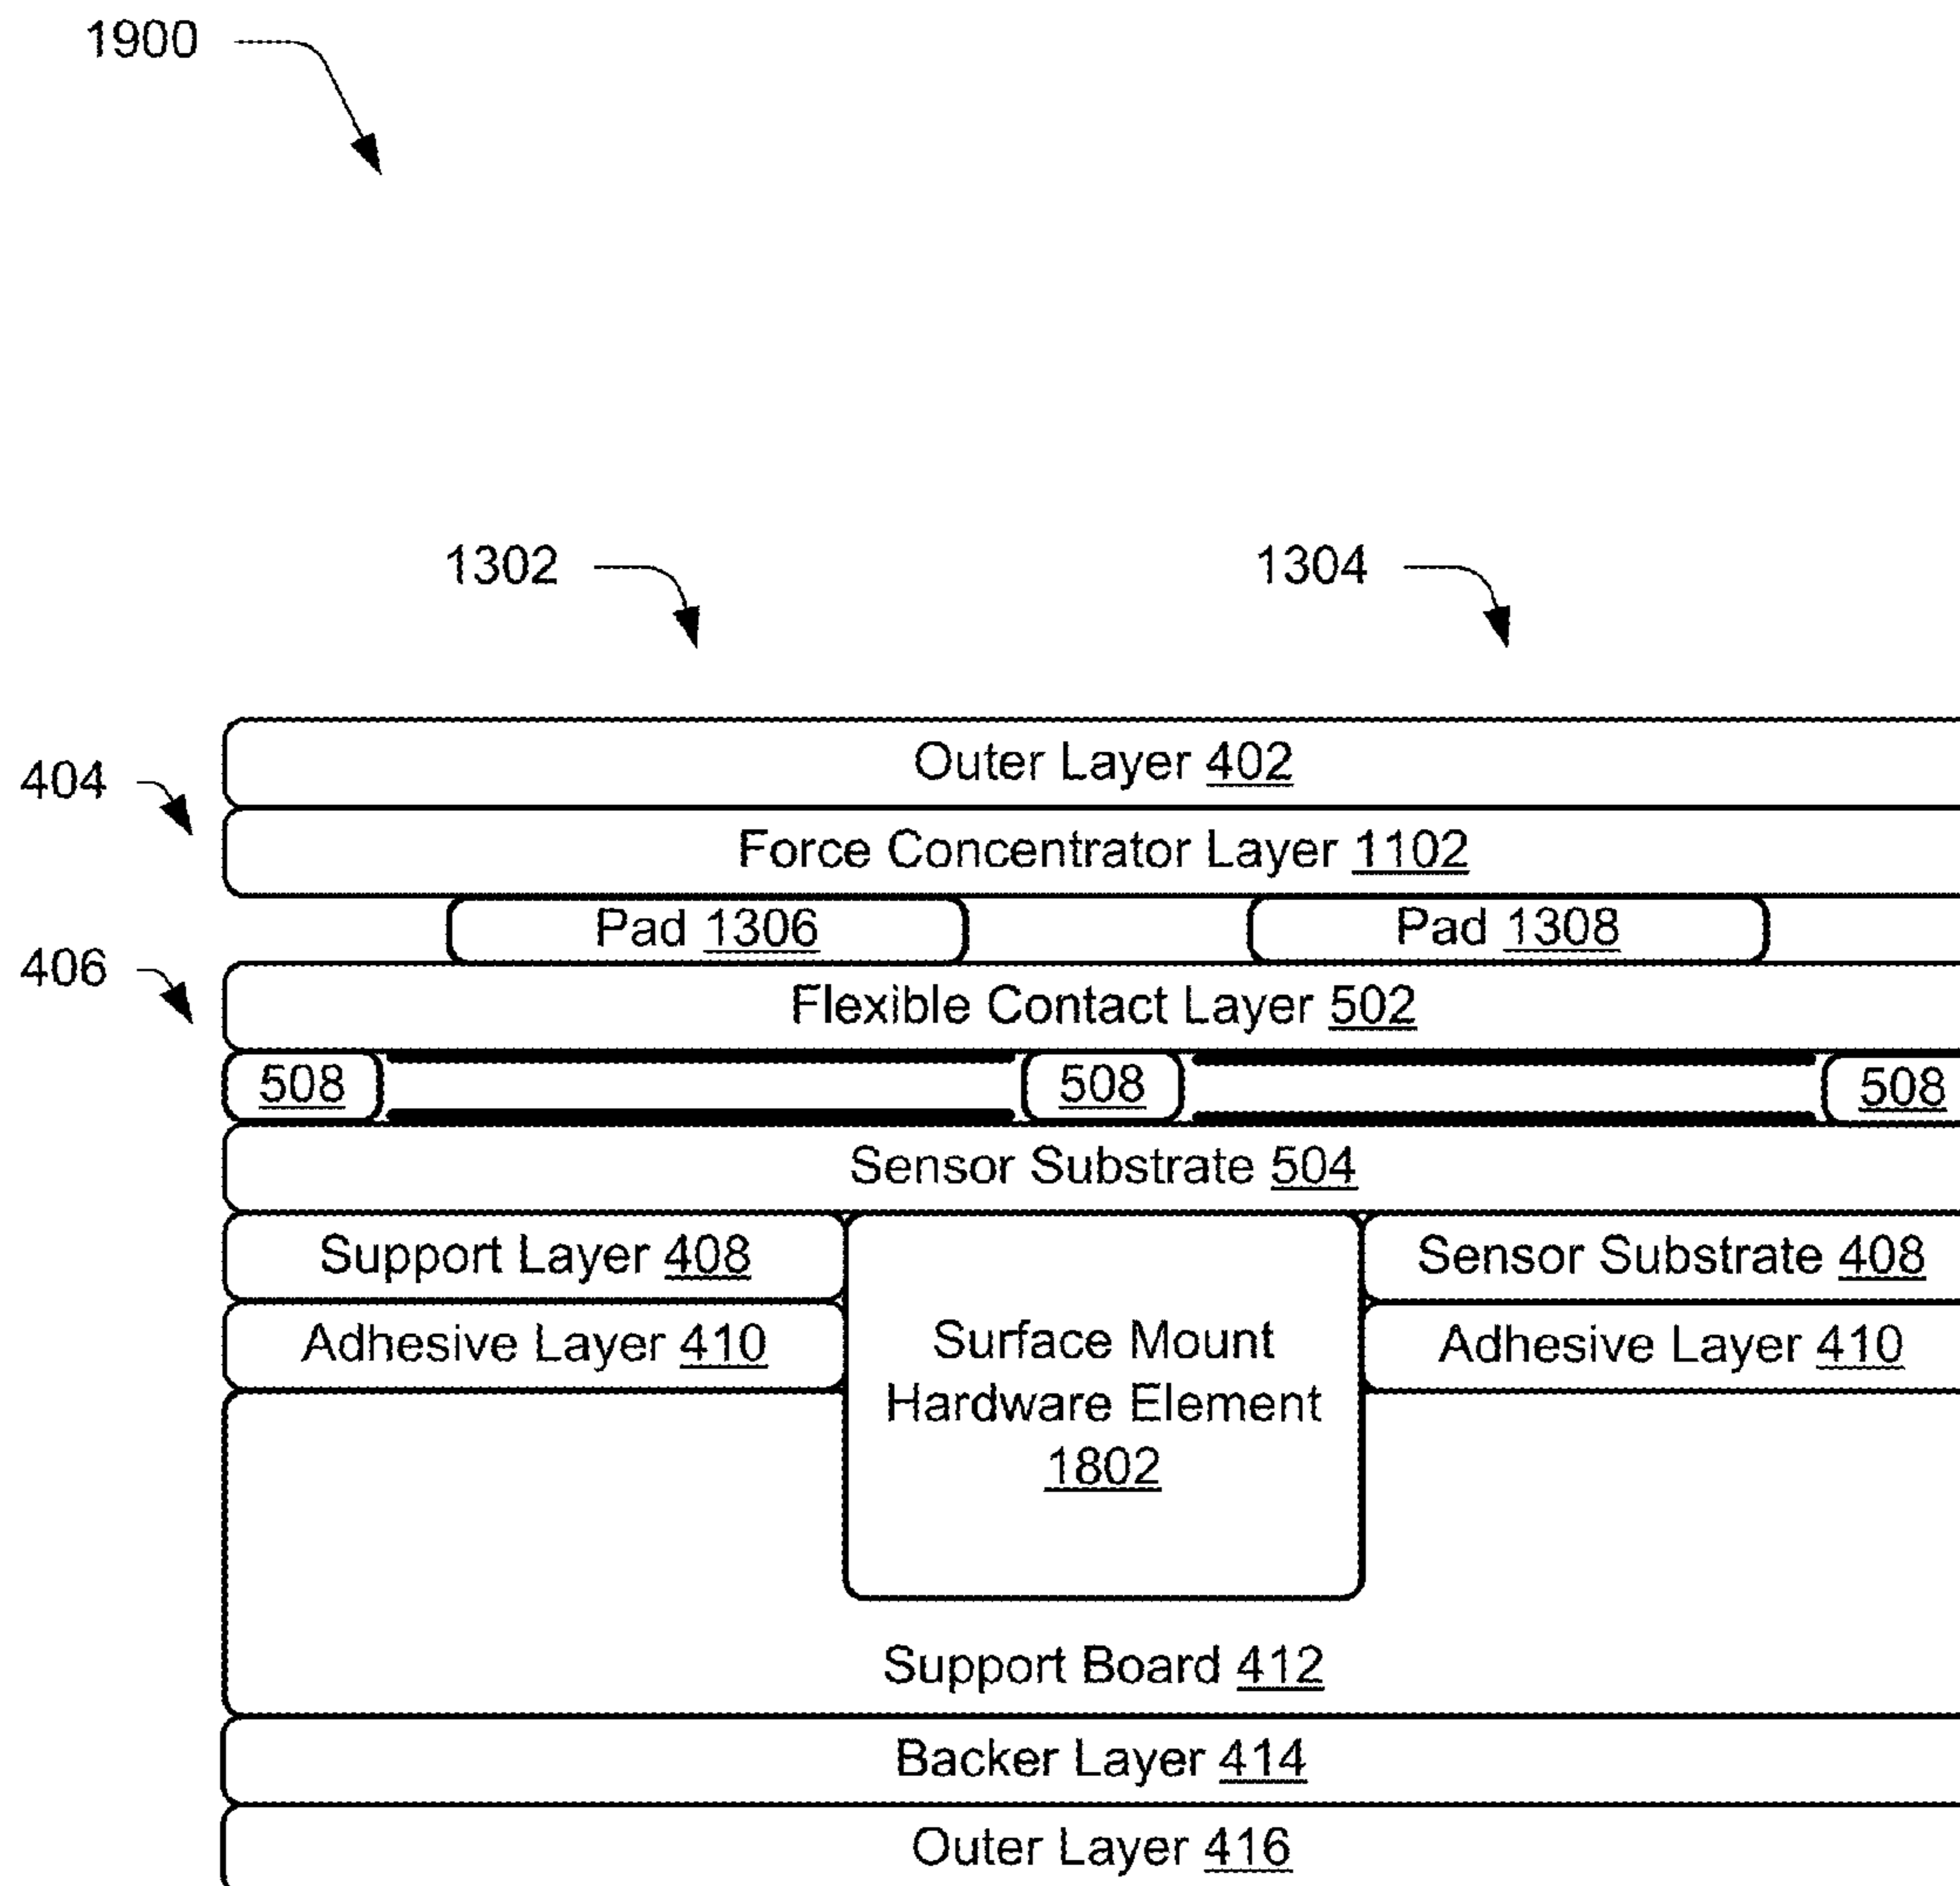 1900
1302
1304
Outer Layer 402
404
Force Concentrator Layer 1102
Pad 1306
Pad 1308
406
Flexible Contact Layer 502
508
508
508
Sensor Substrate 504
Support Layer 408
Sensor Substrate 408
Adhesive Layer 410
Surface Mount
Hardware Element
1802
Adhesive Layer 410
Support Board 412
Backer Layer 414
Outer Layer 416